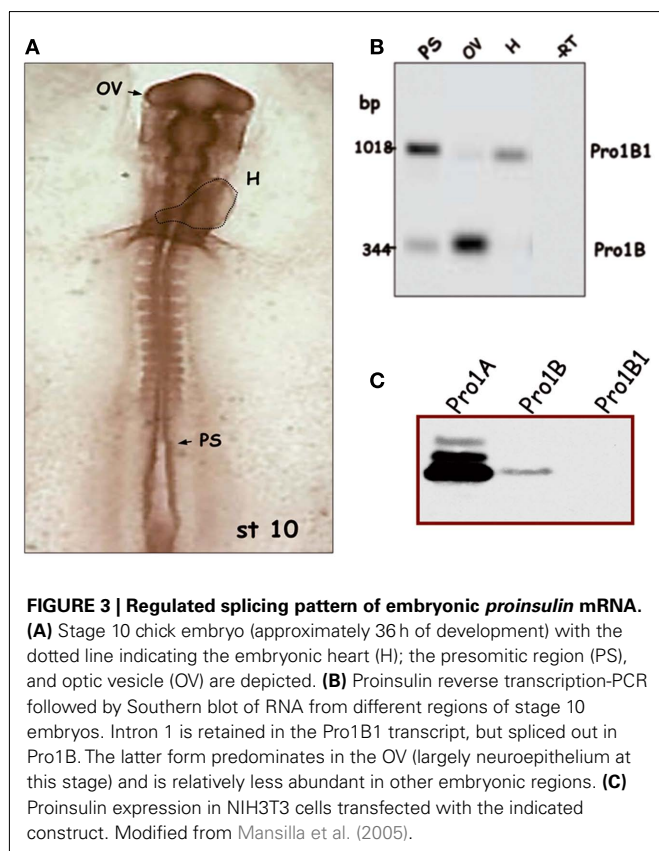 A
OV
H
PS
st 10
B
PS OV H -RT
bp
1018 Pro1B1
344 Pro1B
C
Pro1A Pro1B Pro1B1
FIGURE 3 | Regulated splicing pattern of embryonic proinsulin mRNA.
(A) Stage 10 chick embryo (approximately 36 h of development) with the
dotted line indicating the embryonic heart (H); the presomitic region (PS),
and optic vesicle (OV) are depicted. (B) Proinsulin reverse transcription-PCR
followed by Southern blot of RNA from different regions of stage 10
embryos. Intron 1 is retained in the Pro1B1 transcript, but spliced out in
Pro1B. The latter form predominates in the OV (largely neuroepithelium at
this stage) and is relatively less abundant in other embryonic regions. (C)
Proinsulin expression in NIH3T3 cells transfected with the indicated
construct. Modified from Mansilla et al. (2005).